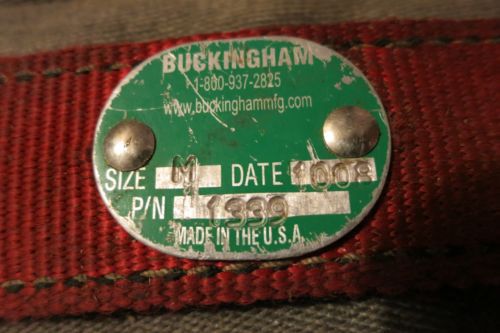 BUCKINGHAM
1-800-937-2825
www.buckinghammfg.com
SIZE M DATE 1008
P/N 1339
MADE IN THE U.S.A.